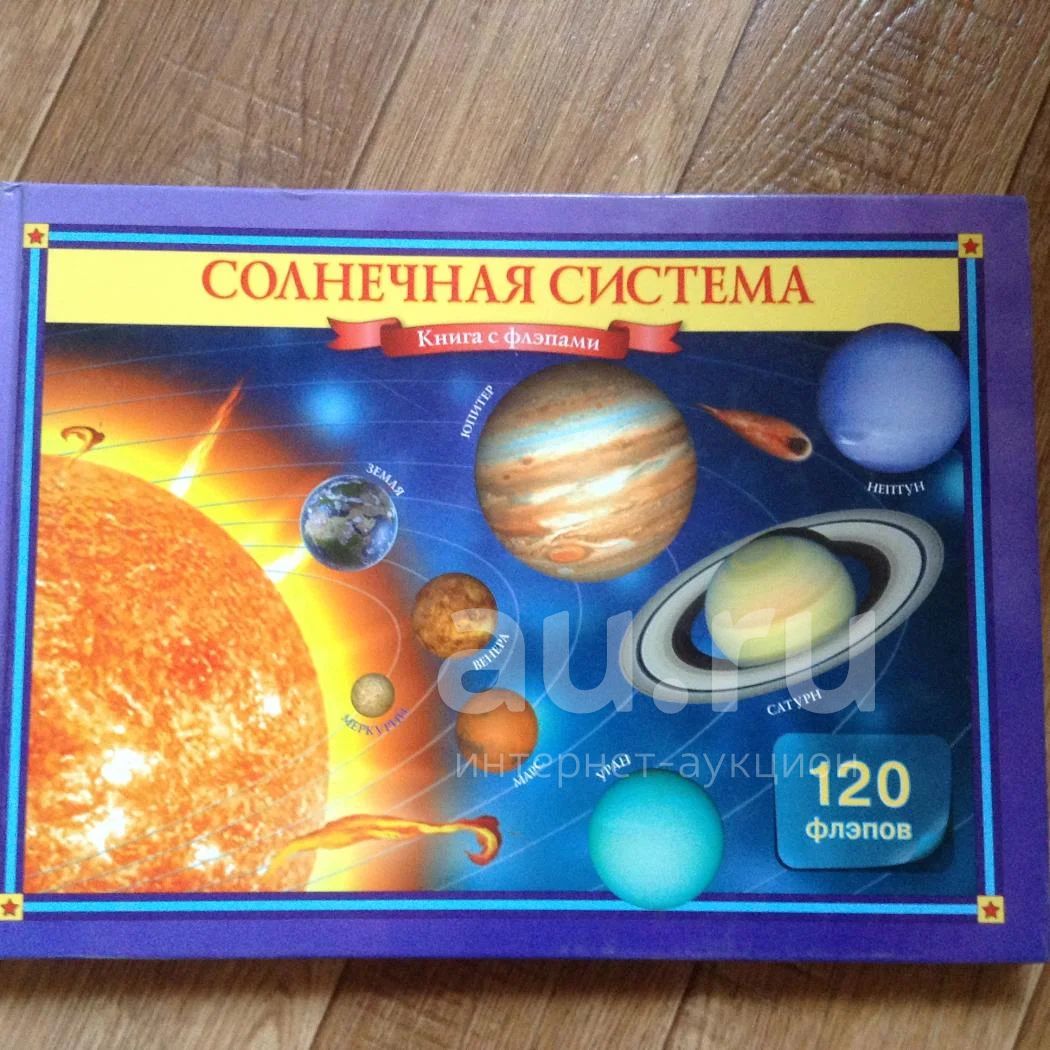 СОЛНЕЧНАЯ СИСТЕМА
Книга с флэпами
ЮПИТЕР
ЗЕМЛЯ
НЕПТУН
ВЕНЕРА
МЕРКУРИЙ
САТУРН
МАРС
УРАН
au.ru
интернет-аукцион
120
флэпов